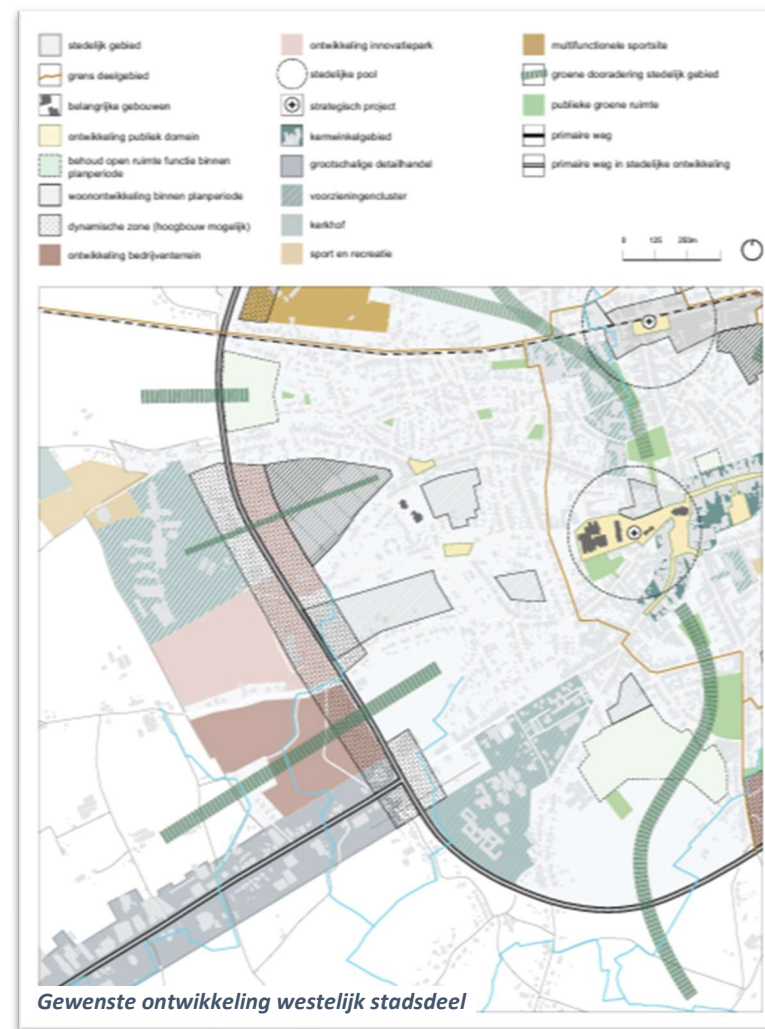 stedelijk gebied
grens deelgebied
belangrijke gebouwen
ontwikkeling publiek domein
behoud open ruimte functie binnen
planperiode
woonontwikkeling binnen planperiode
dynamische zone (hoogbouw mogelijk)
ontwikkeling bedrijventerrein
ontwikkeling innovatiepark
stedelijke pool
strategisch project
kernwinkelgebied
grootschalige detailhandel
voorzieningencluster
kerkhof
sport en recreatie
multifunctionele sportsite
groene dooradering stedelijk gebied
publieke groene ruimte
primaire weg
primaire weg in stedelijke ontwikkeling
0 125 250m
Gewenste ontwikkeling westelijk stadsdeel